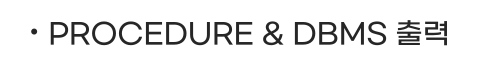 • PROCEDURE & DBMS 출력